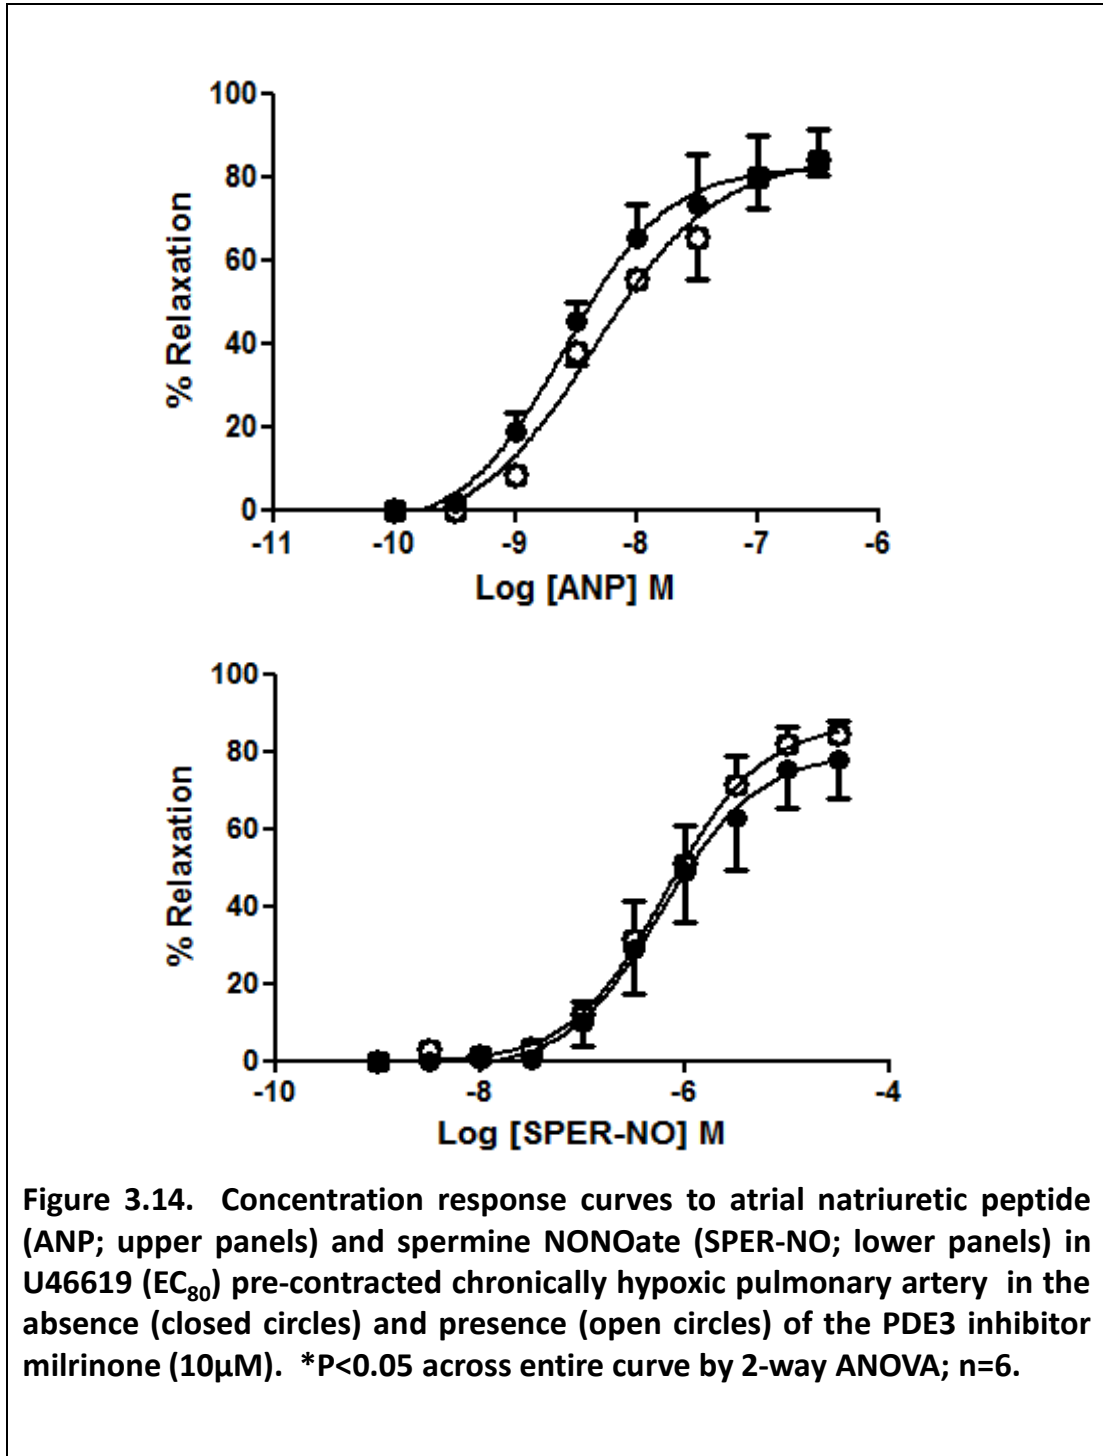 100
80
60
40
20
0
% Relaxation
-11 -10 -9 -8 -7 -6
Log [ANP] M
100
80
60
40
20
0
% Relaxation
-10 -8 -6 -4
Log [SPER-NO] M
Figure 3.14. Concentration response curves to atrial natriuretic peptide
(ANP; upper panels) and spermine NONOate (SPER-NO; lower panels) in
U46619 (EC80) pre-contracted chronically hypoxic pulmonary artery in the
absence (closed circles) and presence (open circles) of the PDE3 inhibitor
milrinone (10µM). *P<0.05 across entire curve by 2-way ANOVA; n=6.